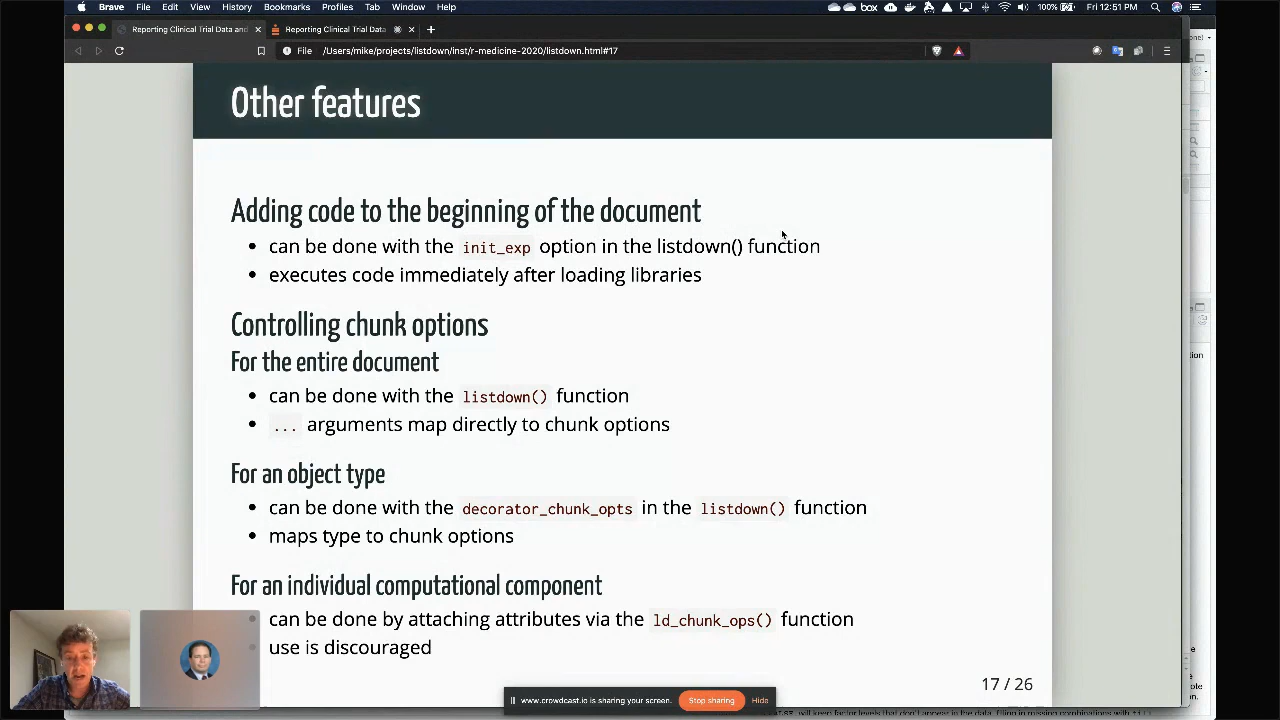 Brave File Edit View History Bookmarks Profiles Tab Window Help box 100% Fri 12:51 PM
Reporting Clinical Trial Data and Reporting Clinical Trial Data
File /Users/mike/projects/listdown/inst/r-medicine-2020/listdown.html#17
Other features
Adding code to the beginning of the document
• can be done with the init_exp option in the listdown() function
• executes code immediately after loading libraries
Controlling chunk options
For the entire document
• can be done with the listdown() function
• ... arguments map directly to chunk options
For an object type
• can be done with the decorator_chunk_opts in the listdown() function
• maps type to chunk options
For an individual computational component
• can be done by attaching attributes via the ld_chunk_ops() function
• use is discouraged
17 / 26
www.crowdcast.io is sharing your screen. Stop sharing Hide